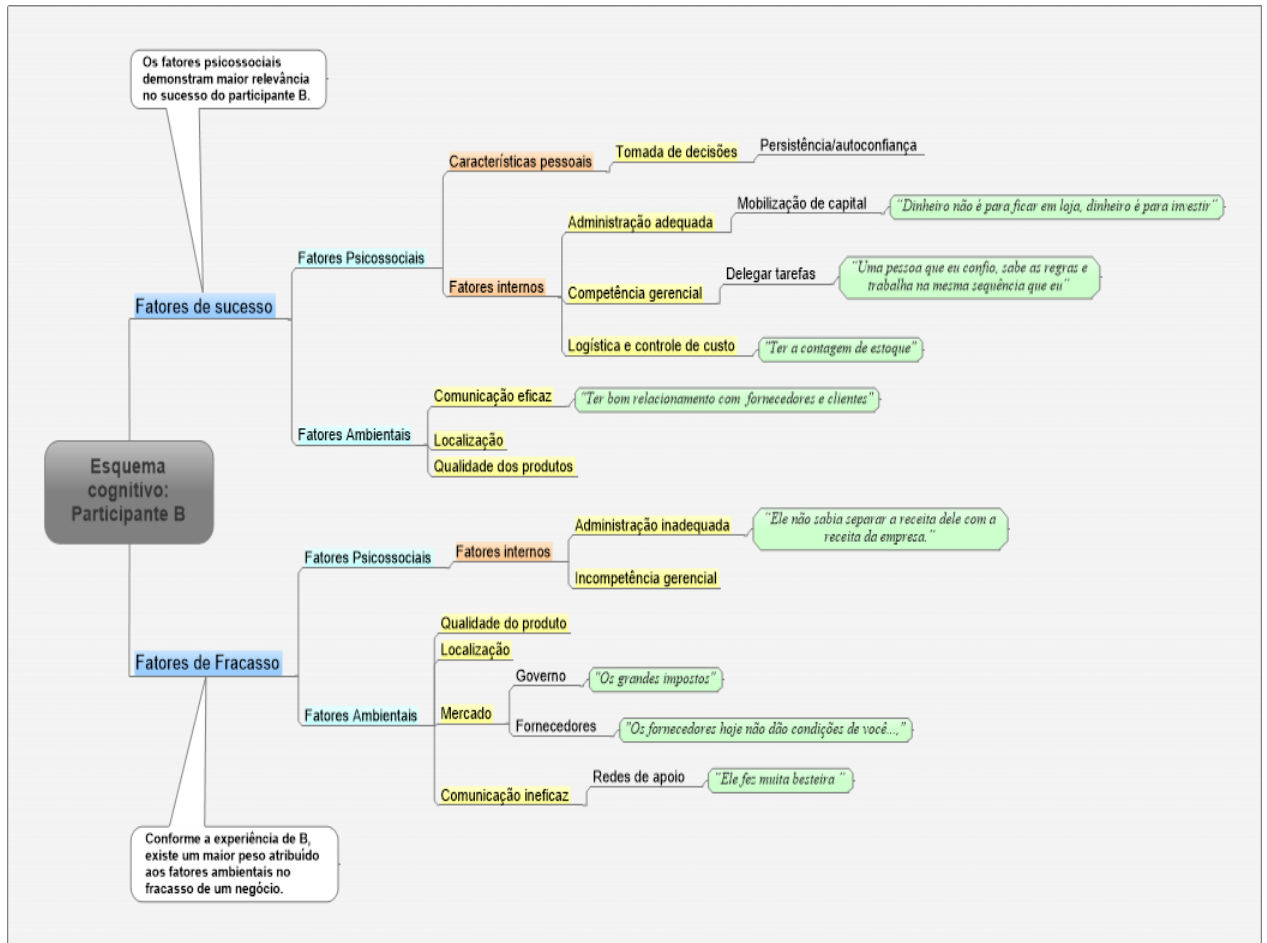 Os fatores psicossociais
demonstram maior relevância
no sucesso do participante B.
Persistência/autoconfiança
Tomada de decisões
Características pessoais
Mobilização de capital
"Dinheiro não é para ficar em loja, dinheiro é para investir"
Administração adequada
Fatores Psicossociais
Delegar tarefas
"Uma pessoa que eu confio, sabe as regras e
trabalha na mesma sequência que eu"
Fatores internos
Competência gerencial
Fatores de sucesso
Logística e controle de custo
"Ter a contagem de estoque"
Comunicação eficaz
"Ter bom relacionamento com fornecedores e clientes"
Fatores Ambientais
Localização
Qualidade dos produtos
Esquema
cognitivo:
Participante B
Administração inadequada
"Ele não sabia separar a receita dele com a
receita da empresa."
Fatores Psicossociais
Fatores internos
Incompetência gerencial
Qualidade do produto
Localização
Fatores de Fracasso
Governo
"Os grandes impostos"
Fatores Ambientais
Mercado
Fornecedores
"Os fornecedores hoje não dão condições de você...,"
Redes de apoio
"Ele fez muita besteira "
Comunicação ineficaz
Conforme a experiência de B,
existe um maior peso atribuído
aos fatores ambientais no
fracasso de um negócio.